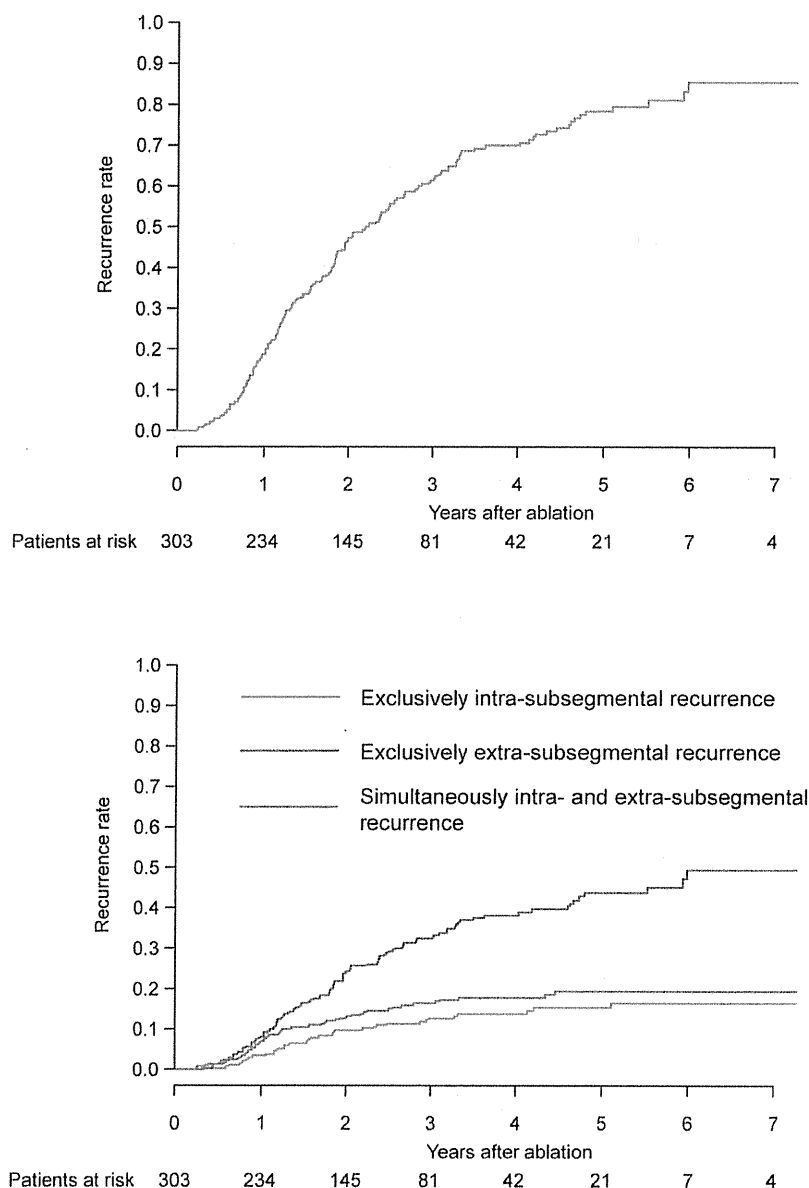 1.0
0.9
0.8
0.7
0.6
0.5
0.4
0.3
0.2
0.1
0.0
Recurrence rate
0 1 2 3 4 5 6 7
Years after ablation
Patients at risk 303 234 145 81 42 21 7 4
1.0
0.9
0.8
0.7
0.6
0.5
0.4
0.3
0.2
0.1
0.0
Recurrence rate
Exclusively intra-subsegmental recurrence
Exclusively extra-subsegmental recurrence
Simultaneously intra- and extra-subsegmental
recurrence
0 1 2 3 4 5 6 7
Years after ablation
Patients at risk 303 234 145 81 42 21 7 4